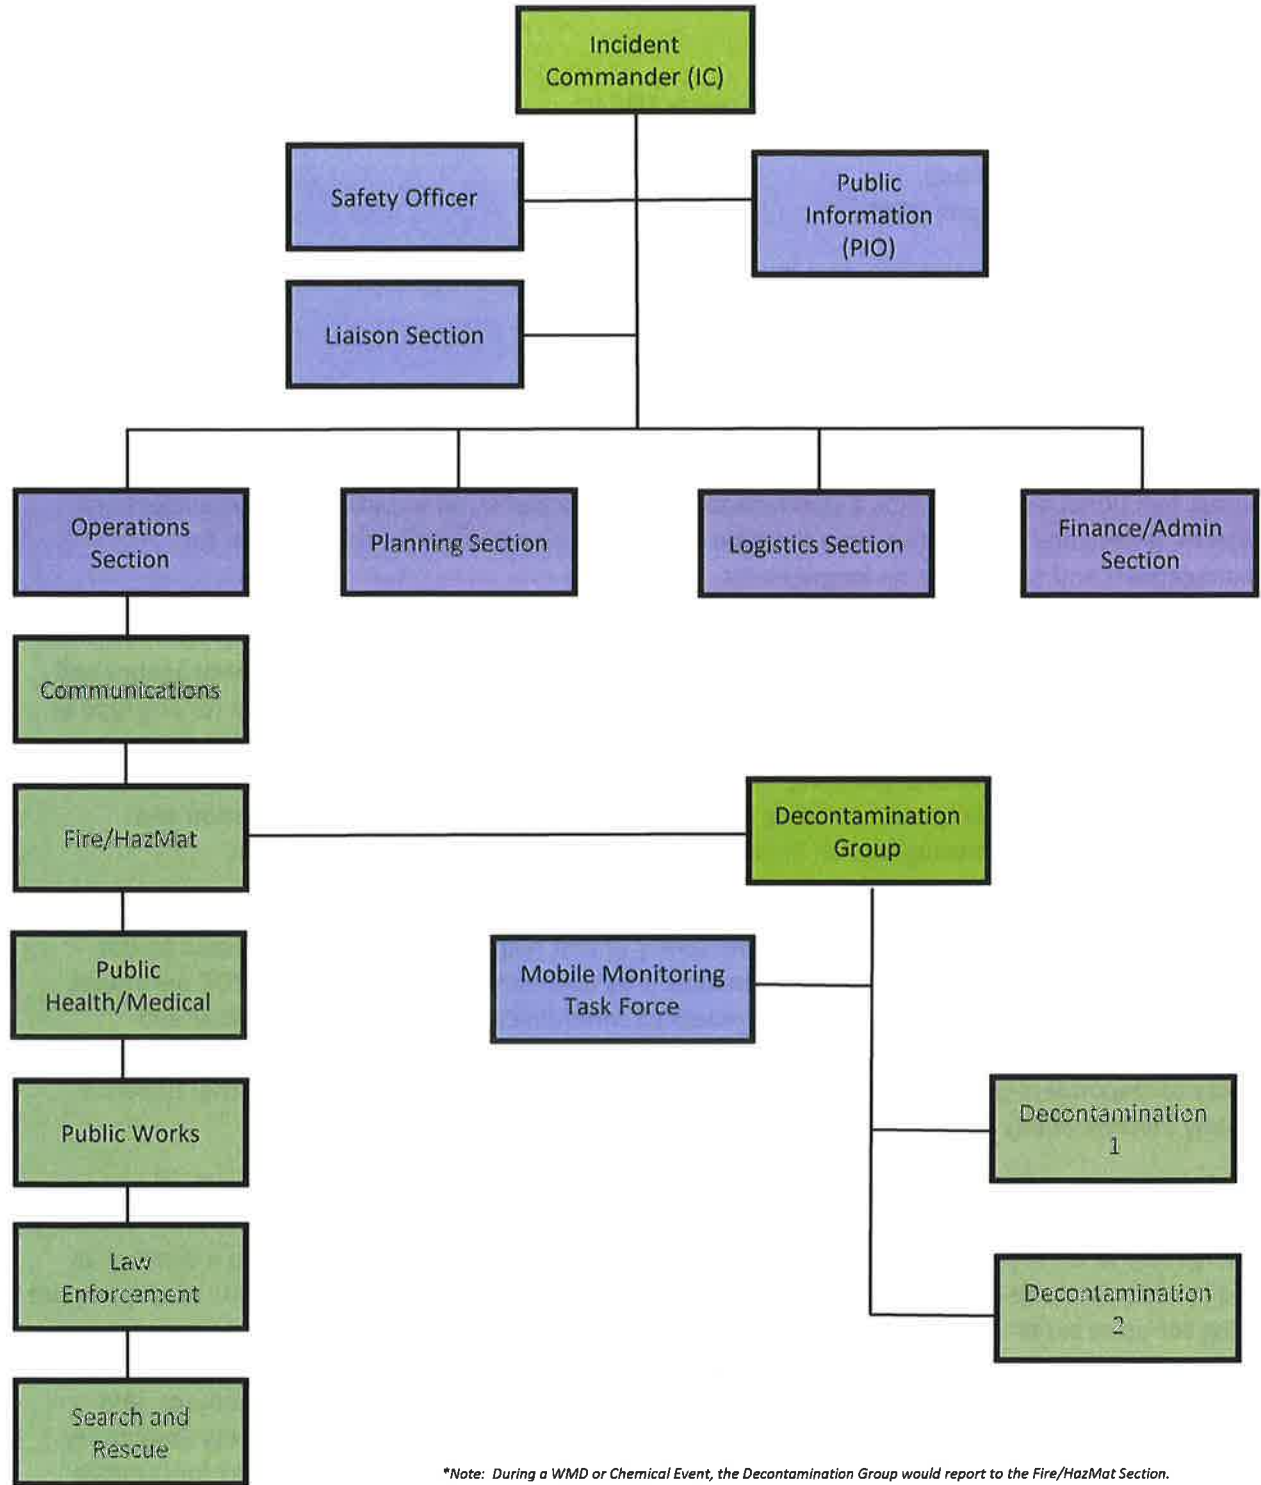 Incident
Commander (IC)
Safety Officer
Public
Information
(PIO)
Liaison Section
Operations
Section
Planning Section
Logistics Section
Finance/Admin
Section
Communications
Fire/HazMat
Decontamination
Group
Public
Health/Medical
Mobile Monitoring
Task Force
Public Works
Decontamination
1
Law
Enforcement
Decontamination
2
Search and
Rescue
*Note: During a WMD or Chemical Event, the Decontamination Group would report to the Fire/HazMat Section.